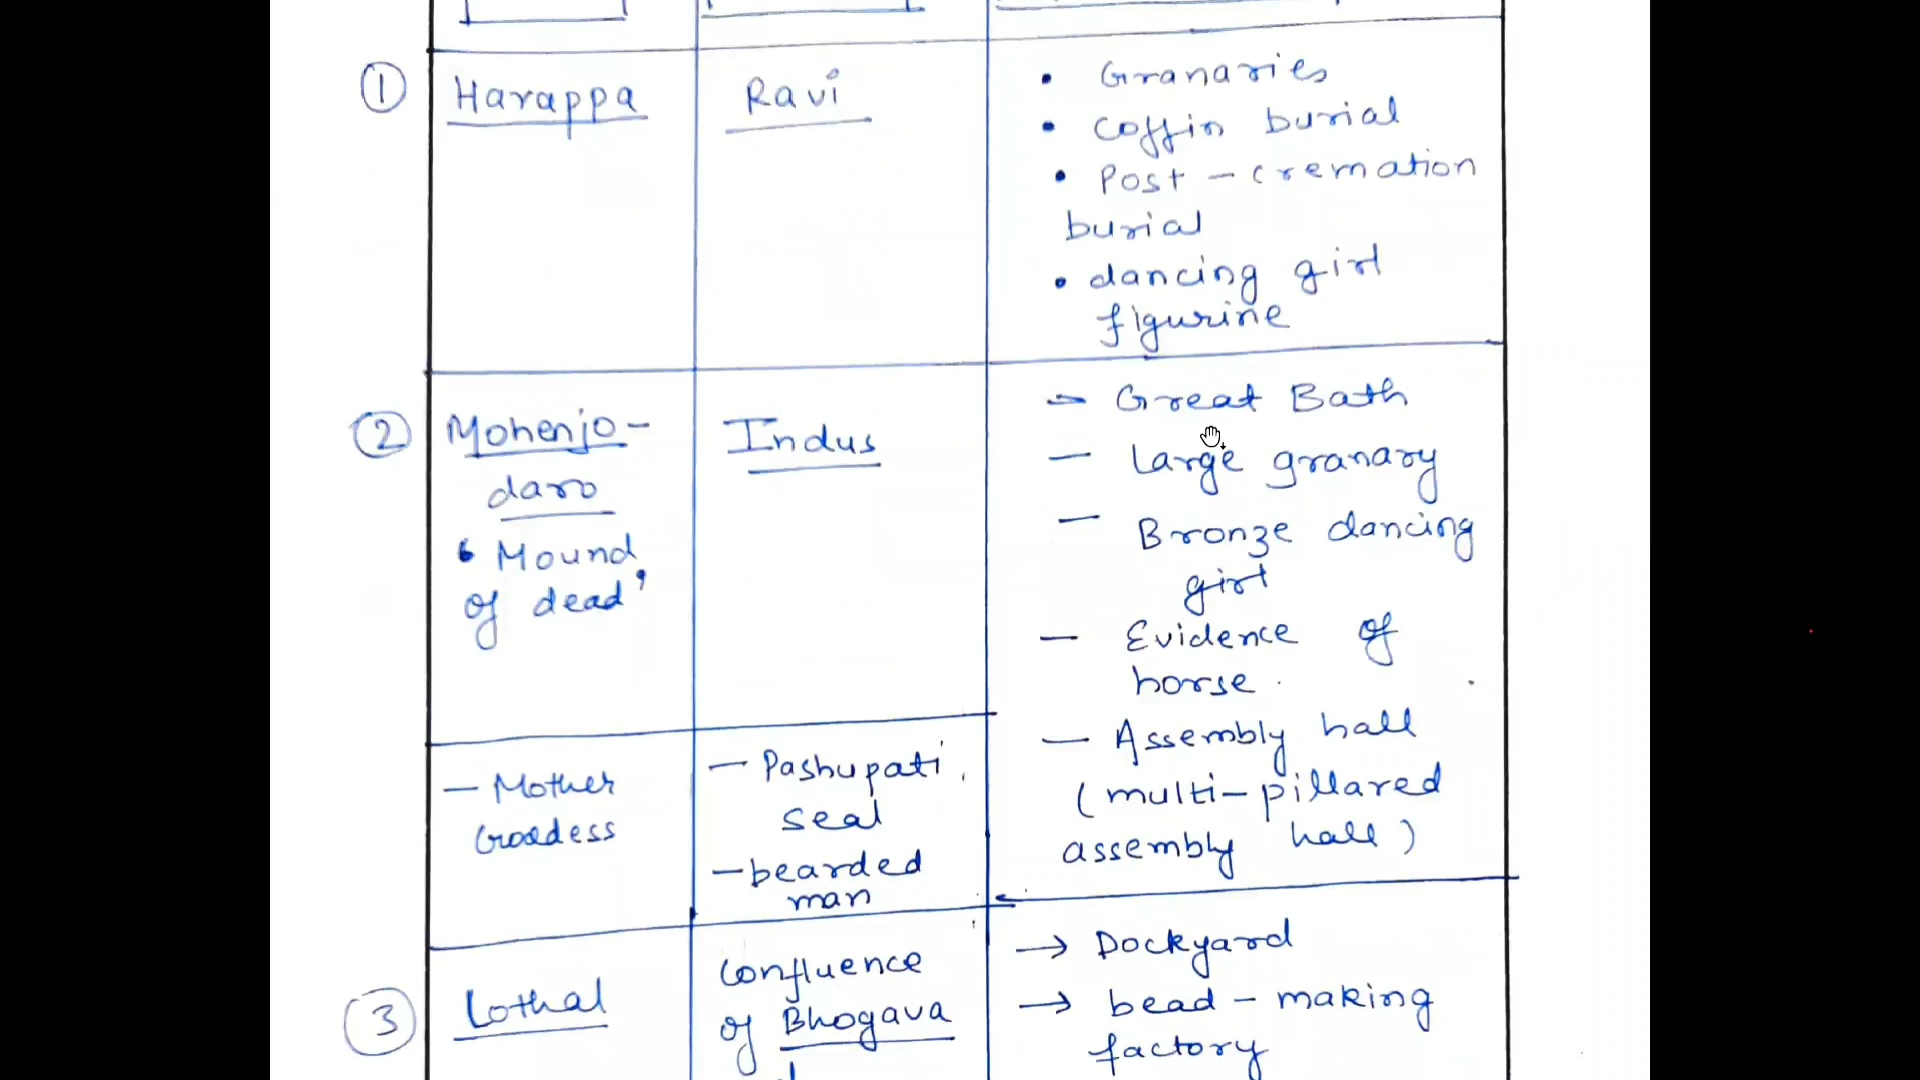 ① Harappa
Ravi
• Granaries
• coffin burial
• Post – cremation
burial
• dancing girl
figurine
② Mohenjo-
daro
‘Mound
of dead’
Indus
– Great Bath
– Large granary
– Bronze dancing
girl
– Evidence of
horse.
– Assembly hall
(multi-pillared
assembly hall)
– Mother
Goddess
– Pashupati
seal
– bearded
man
③ Lothal
Confluence
of Bhogava
→ Dockyard
→ bead – making
factory